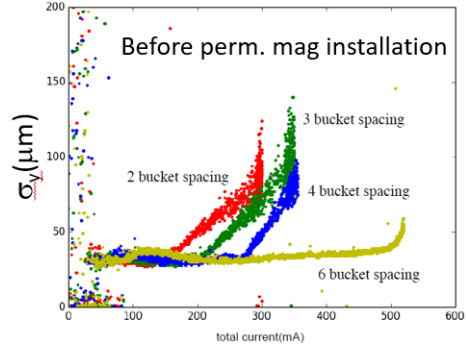 Before perm. mag installation
200
150
100
50
0
σy(μm)
3 bucket spacing
2 bucket spacing
4 bucket spacing
6 bucket spacing
0 100 200 300 400 500 600
total current(mA)